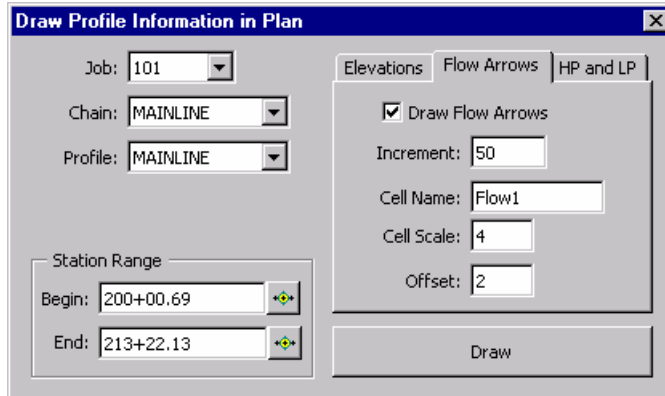 Draw Profile Information in Plan
Job: 101
Chain: MAINLINE
Profile: MAINLINE
Station Range
Begin: 200+00.69
End: 213+22.13
Elevations Flow Arrows HP and LP
Draw Flow Arrows
Increment: 50
Cell Name: Flow1
Cell Scale: 4
Offset: 2
Draw